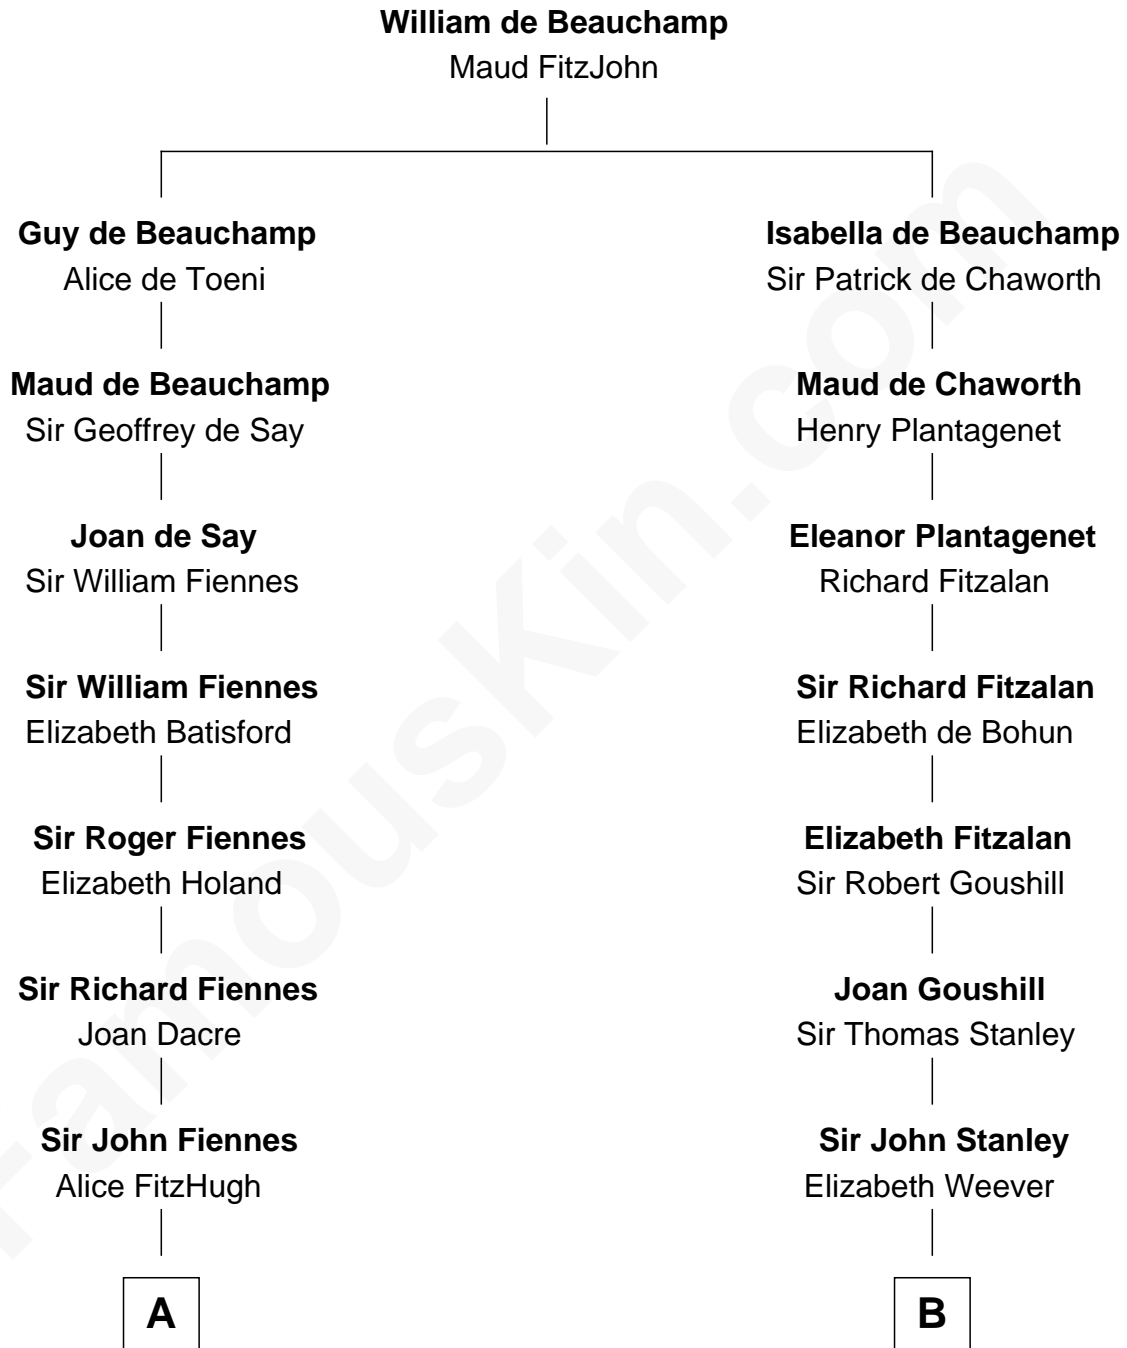 William de Beauchamp
Maud FitzJohn
Guy de Beauchamp
Alice de Toeni
Isabella de Beauchamp
Sir Patrick de Chaworth
Maud de Beauchamp
Sir Geoffrey de Say
Maud de Chaworth
Henry Plantagenet
Joan de Say
Sir William Fiennes
Eleanor Plantagenet
Richard Fitzalan
Sir William Fiennes
Elizabeth Batisford
Sir Richard Fitzalan
Elizabeth de Bohun
Sir Roger Fiennes
Elizabeth Holand
Elizabeth Fitzalan
Sir Robert Goushill
Sir Richard Fiennes
Joan Dacre
Joan Goushill
Sir Thomas Stanley
Sir John Fiennes
Alice FitzHugh
Sir John Stanley
Elizabeth Weever
A
B
FamousKin.com